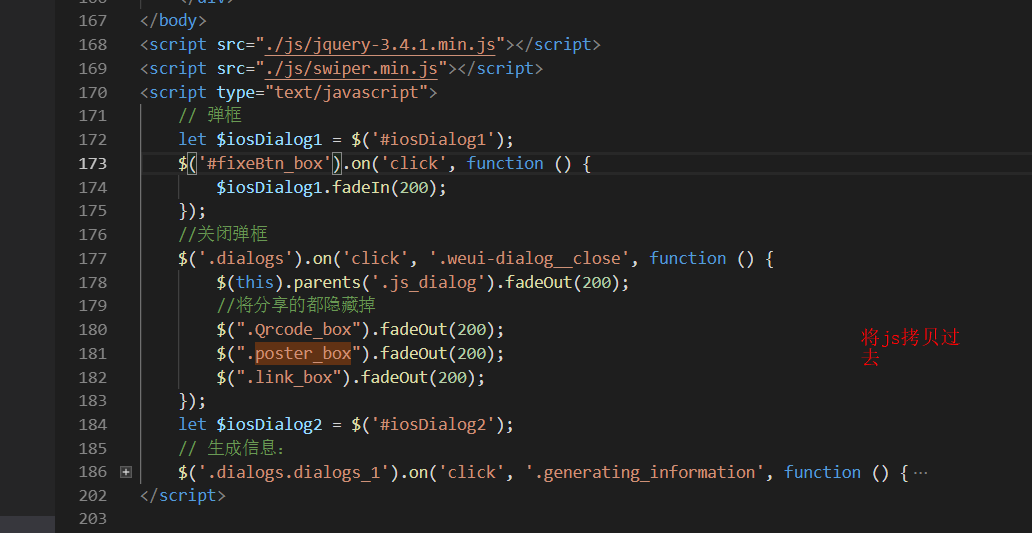 166 </div>
167 </body>
168 <script src="./js/jquery-3.4.1.min.js"></script>
169 <script src="./js/swiper.min.js"></script>
170 <script type="text/javascript">
171 // 弹框
172 let $iosDialog1 = $('#iosDialog1');
173 $('#fixeBtn_box').on('click', function () {
174 $iosDialog1.fadeIn(200);
175 });
176 //关闭弹框
177 $('.dialogs').on('click', '.weui-dialog__close', function () {
178 $(this).parents('.js_dialog').fadeOut(200);
179 //将分享的都隐藏掉
180 $(".Qrcode_box").fadeOut(200);
181 $(".poster_box").fadeOut(200);
182 $(".link_box").fadeOut(200);
183 });
184 let $iosDialog2 = $('#iosDialog2');
185 // 生成信息:
186 $('.dialogs.dialogs_1').on('click', '.generating_information', function () {…
202 </script>
203
将js拷贝过
去